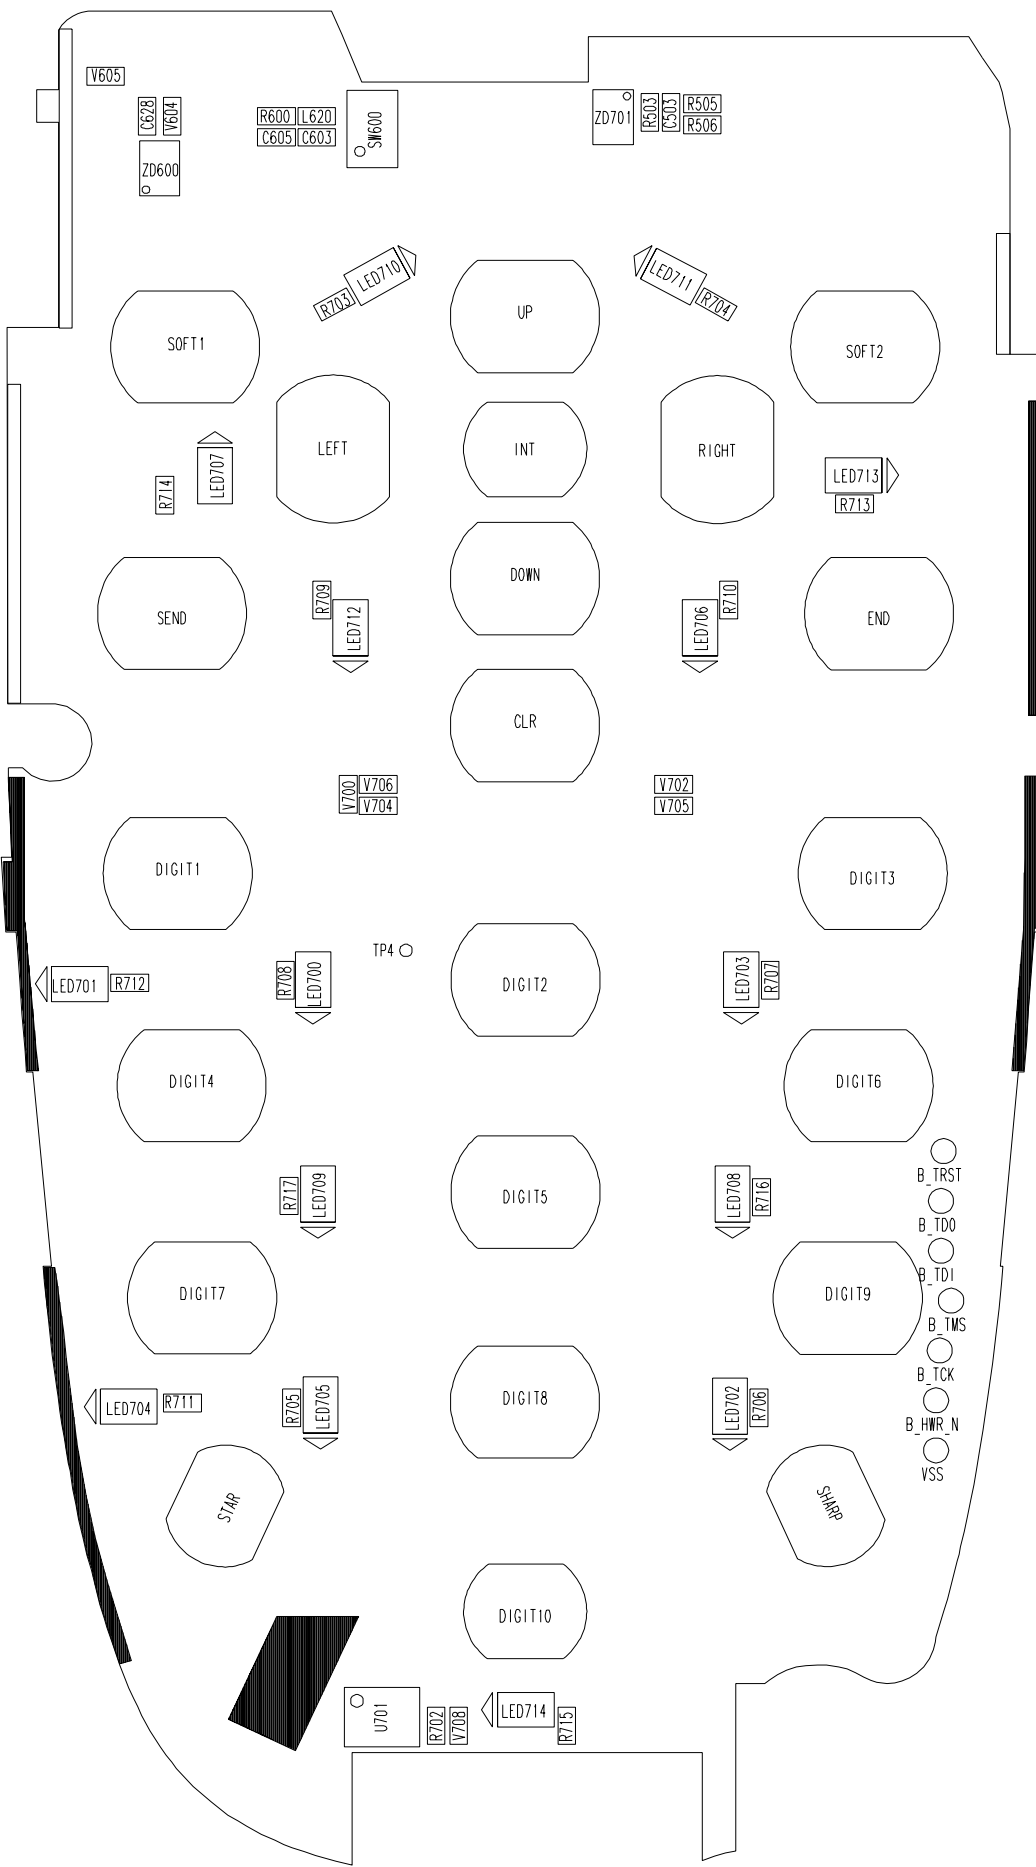 V605
C628
V604
R600
L620
C605
C603
SW600
ZD701
R503
C503
R505
R506
ZD600
LED710
R703
UP
LED711
R704
SOFT1
SOFT2
LEFT
INT
RIGHT
LED707
R714
LED713
R713
DOWN
R709
LED712
LED706
R710
SEND
END
CLR
V700
V706
V704
V702
V705
DIGIT1
DIGIT3
TP4
LED701
R712
R708
LED700
DIGIT2
LED703
R707
DIGIT4
DIGIT6
B_TRST
R717
LED709
DIGIT5
LED708
R716
B_TDO
B_TDI
DIGIT7
DIGIT9
B_TMS
B_TCK
LED704
R711
R705
LED705
DIGIT8
LED702
R706
B_HWR_N
VSS
STAR
SHARP
DIGIT10
U701
R702
V708
LED714
R715